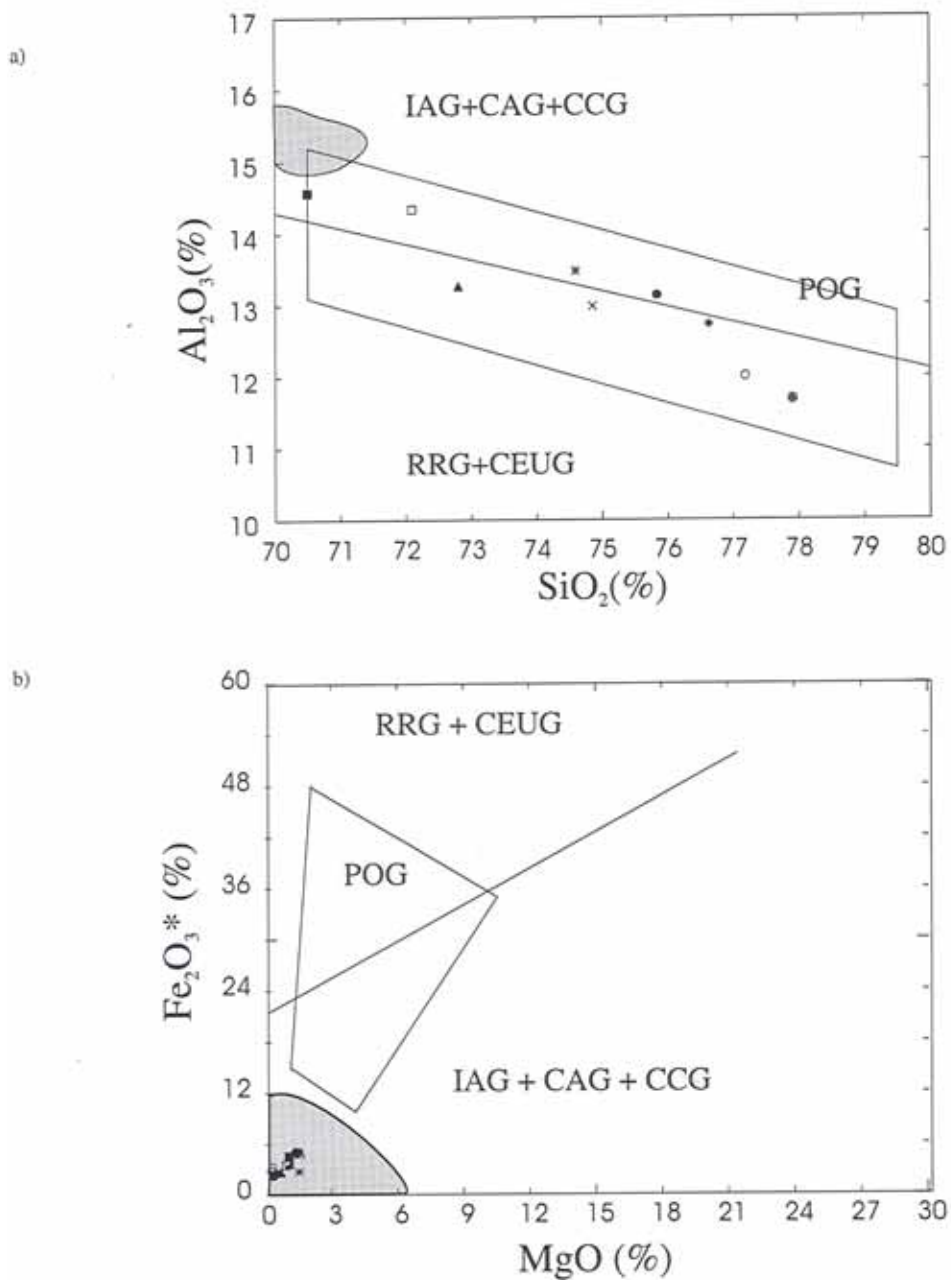 a)
17
16
15
14
13
12
11
10
Al₂O₃(%)
IAG+CAG+CCG
POG
RRG+CEUG
70 71 72 73 74 75 76 77 78 79 80
SiO₂(%)
b)
60
48
36
24
12
0
Fe₂O₃* (%)
RRG + CEUG
POG
IAG + CAG + CCG
0 3 6 9 12 15 18 21 24 28 30
MgO (%)